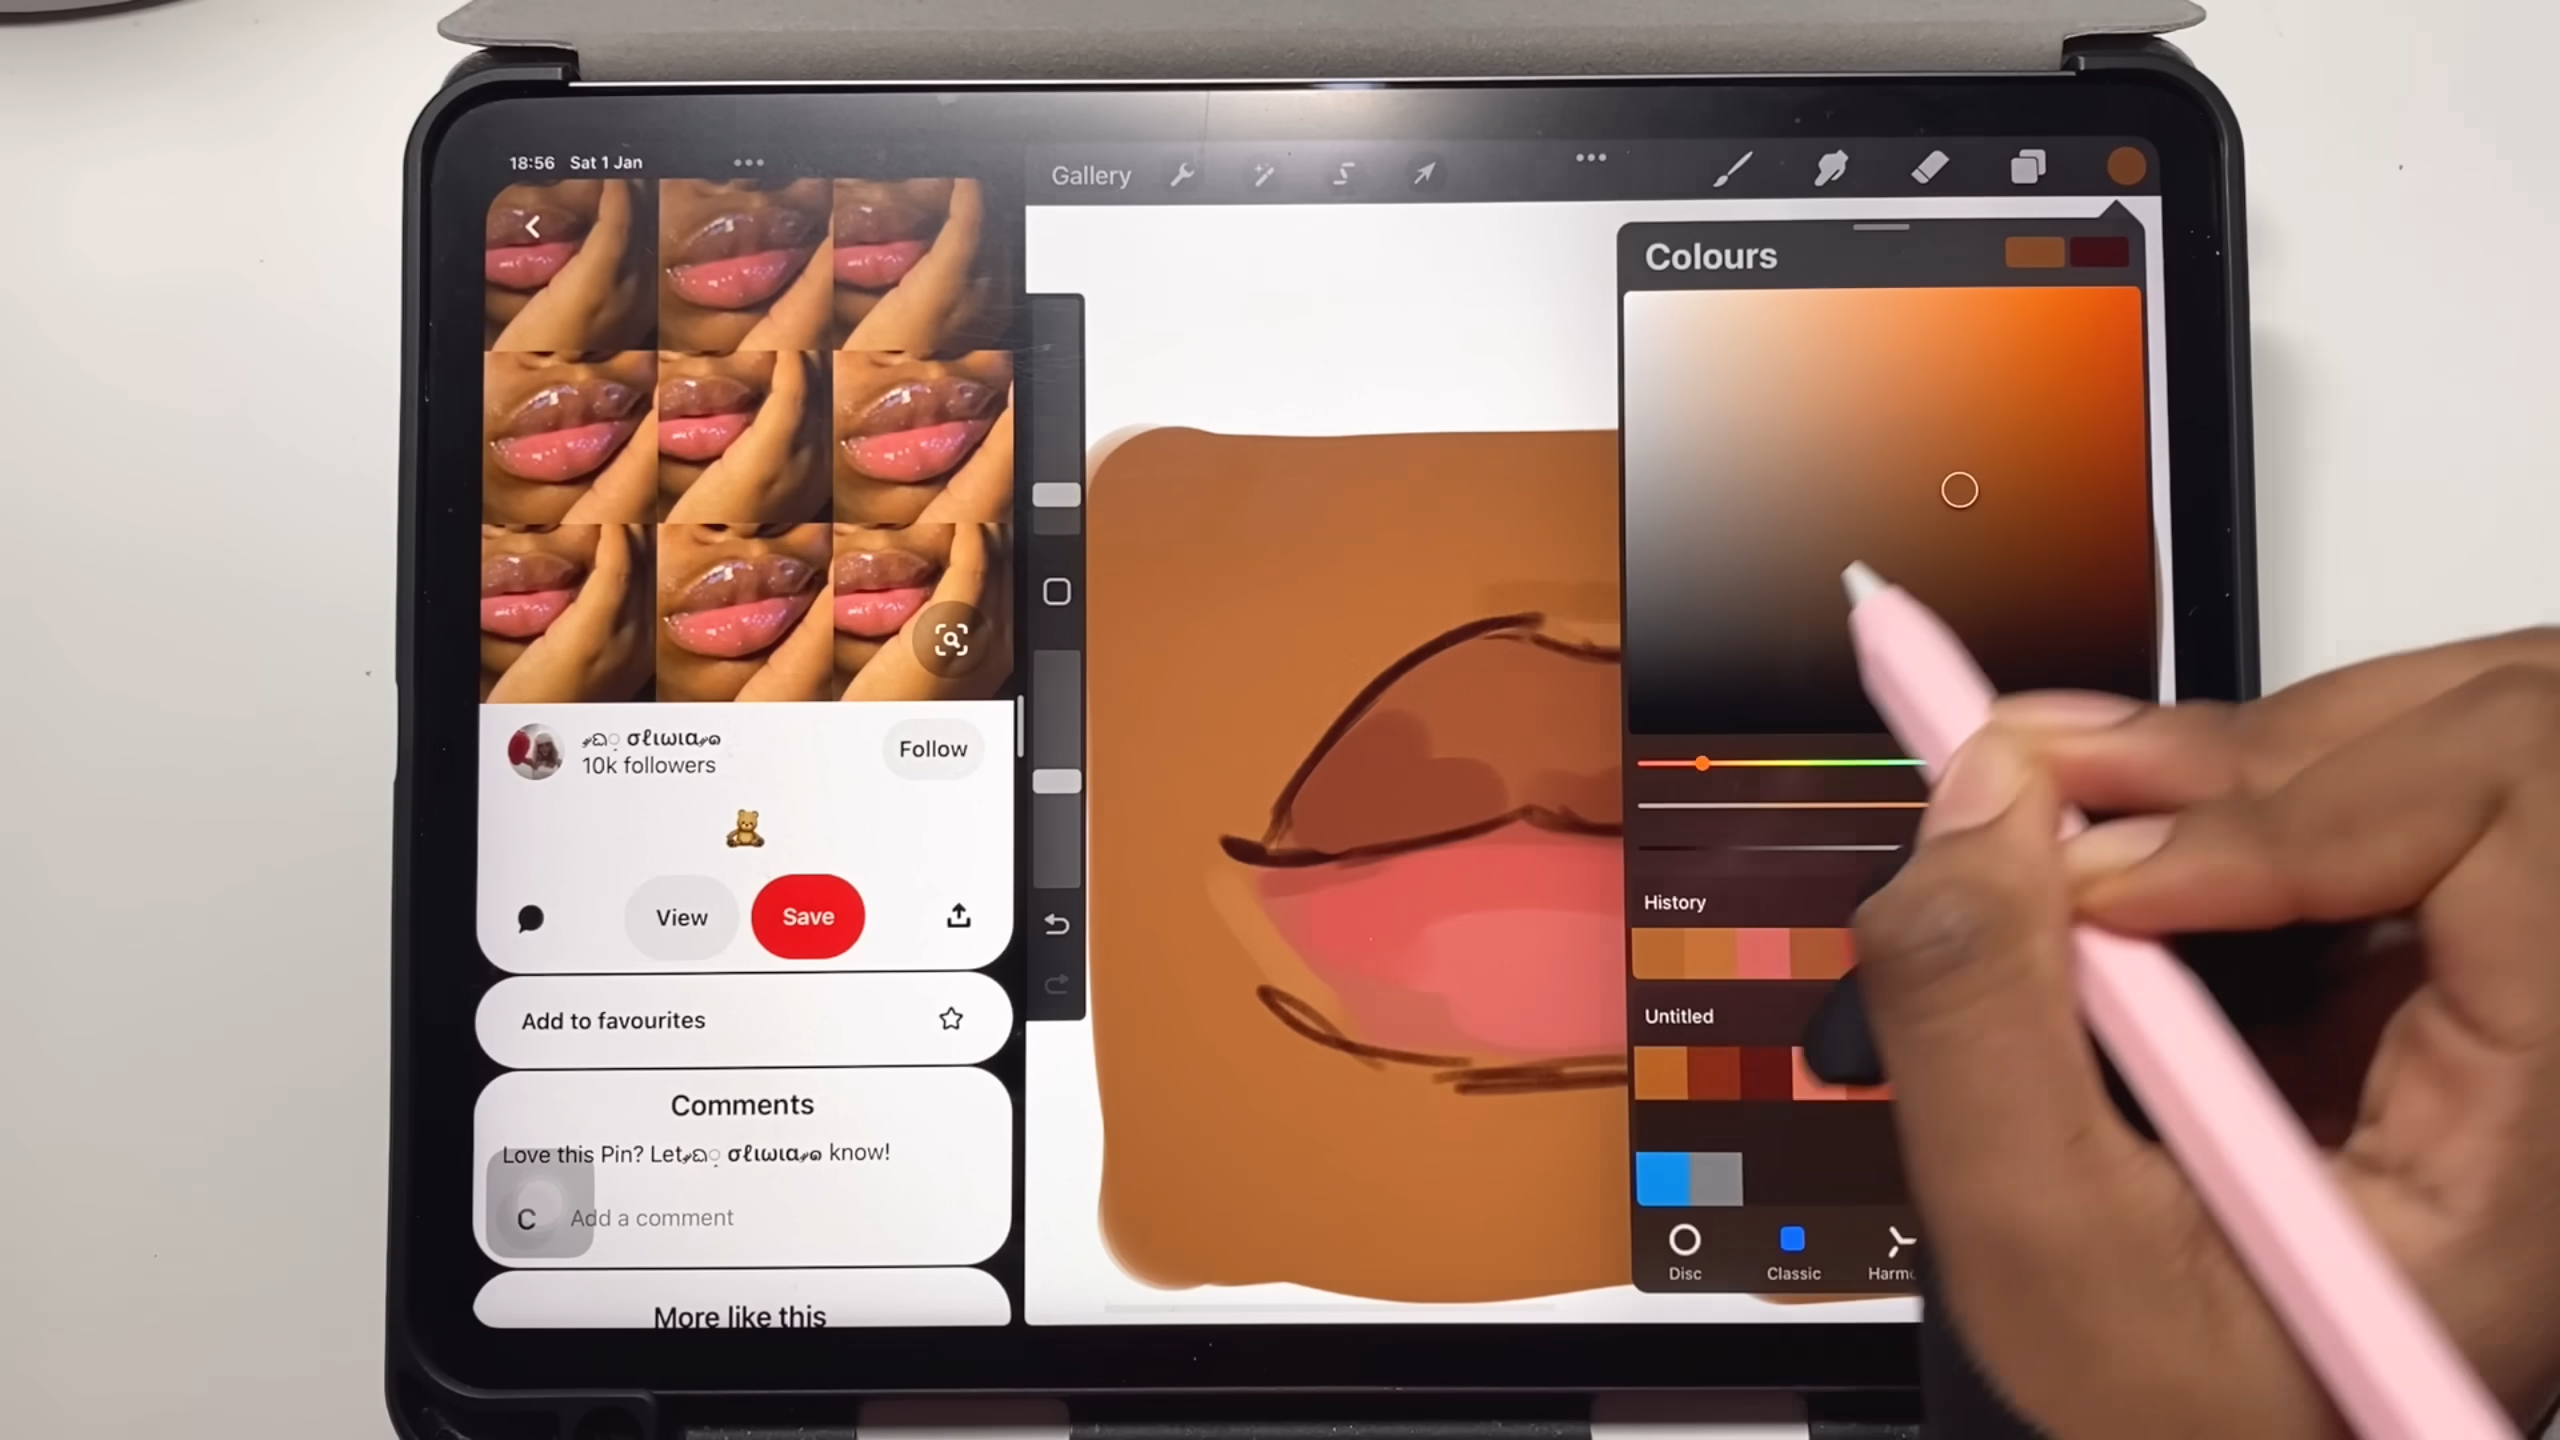 18:56 Sat 1 Jan
Gallery
Colours
σℓιωια
10k followers
Follow
View
Save
Add to favourites
Comments
Love this Pin? Let σℓιωια know!
C
Add a comment
More like this
History
Untitled
Disc
Classic
Harmo